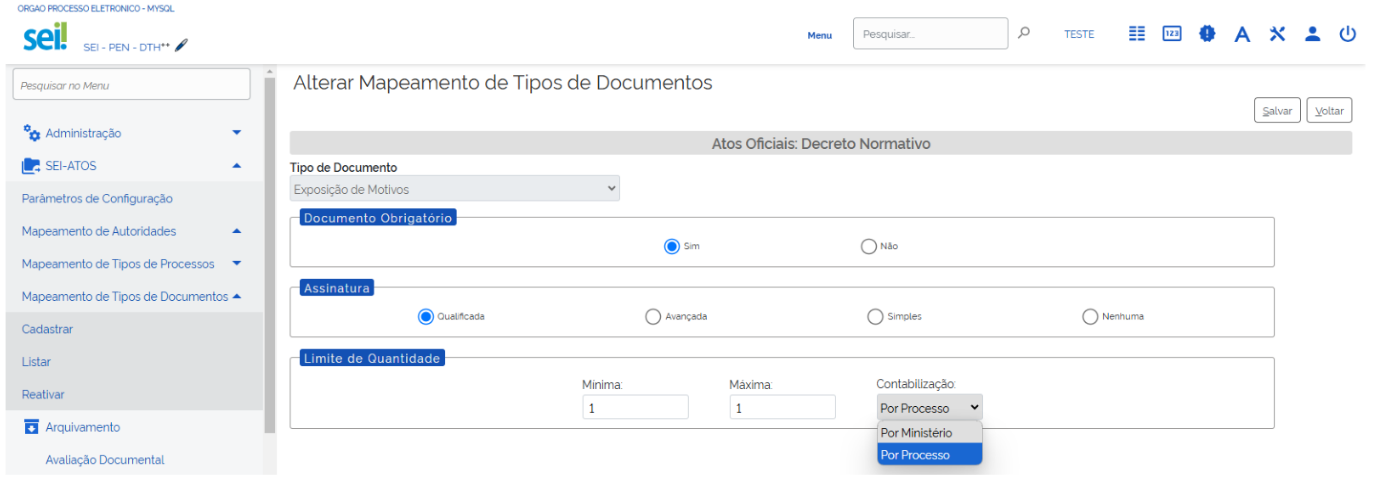 ORGAO PROCESSO ELETRONICO - MYSQL
sei!
SEI - PEN - DTH**
Menu
Pesquisar...
TESTE
123
A
Pesquisar no Menu
Administração
SEI-ATOS
Parâmetros de Configuração
Mapeamento de Autoridades
Mapeamento de Tipos de Processos
Mapeamento de Tipos de Documentos
Cadastrar
Listar
Reativar
Arquivamento
Avaliação Documental
Alterar Mapeamento de Tipos de Documentos
Salvar
Voltar
Atos Oficiais: Decreto Normativo
Tipo de Documento
Exposição de Motivos
Documento Obrigatório
Sim
Não
Assinatura
Qualificada
Avançada
Simples
Nenhuma
Limite de Quantidade
Mínima:
Máxima:
Contabilização:
1
1
Por Processo
Por Ministério
Por Processo